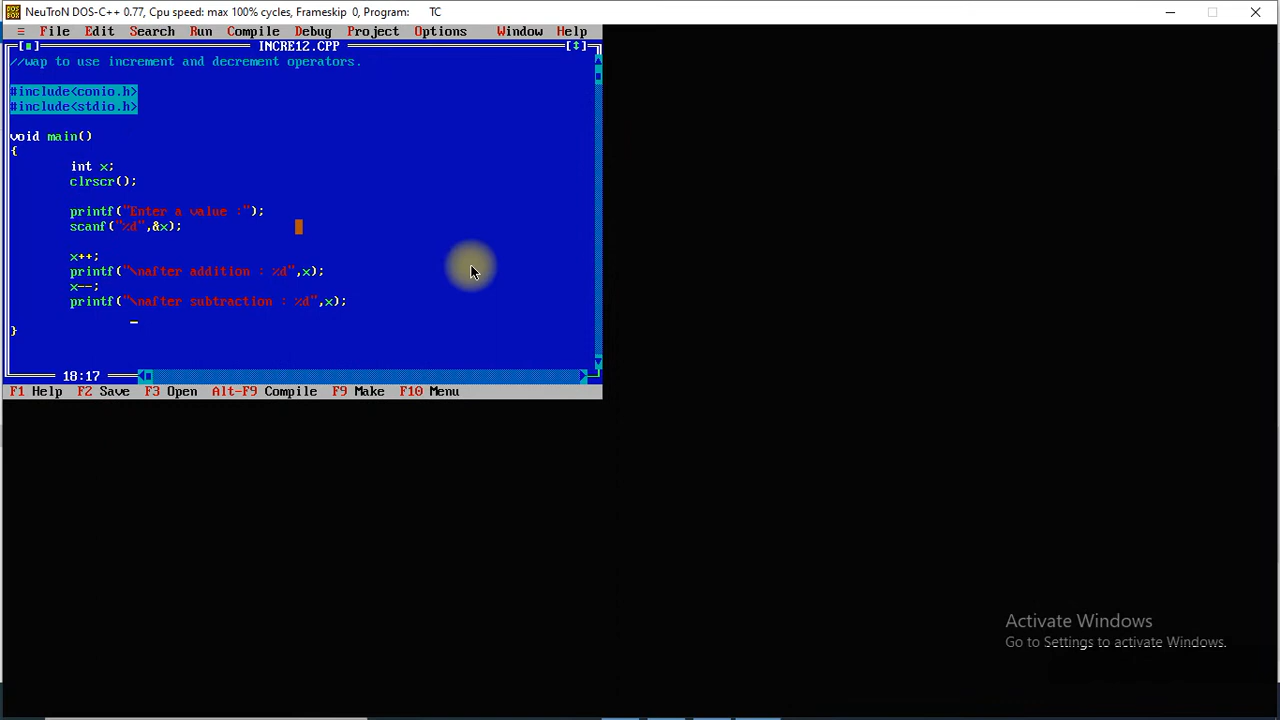 NeuTroN DOS-C++ 0.77, Cpu speed: max 100% cycles, Frameskip 0, Program: TC
≡ File Edit Search Run Compile Debug Project Options Window Help
[■] INCRE12.CPP [↕]
//wap to use increment and decrement operators.
#include<conio.h>
#include<stdio.h>
void main()
{
int x;
clrscr();
printf("Enter a value :");
scanf("%d",&x);
x++;
printf("\nafter addition : %d",x);
x--;
printf("\nafter subtraction : %d",x);
}
18:17
F1 Help F2 Save F3 Open Alt-F9 Compile F9 Make F10 Menu
Activate Windows
Go to Settings to activate Windows.